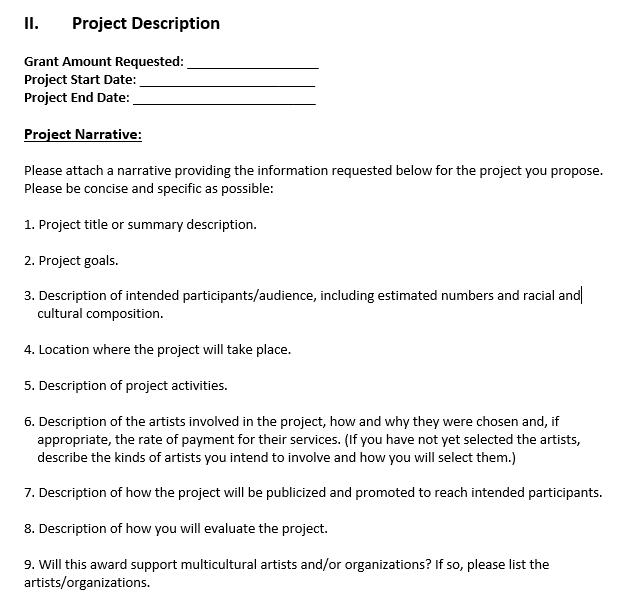 II. Project Description
Grant Amount Requested: ____________________
Project Start Date: ___________________________
Project End Date: ____________________________
Project Narrative:
Please attach a narrative providing the information requested below for the project you propose.
Please be concise and specific as possible:
1. Project title or summary description.
2. Project goals.
3. Description of intended participants/audience, including estimated numbers and racial and
cultural composition.
4. Location where the project will take place.
5. Description of project activities.
6. Description of the artists involved in the project, how and why they were chosen and, if
appropriate, the rate of payment for their services. (If you have not yet selected the artists,
describe the kinds of artists you intend to involve and how you will select them.)
7. Description of how the project will be publicized and promoted to reach intended participants.
8. Description of how you will evaluate the project.
9. Will this award support multicultural artists and/or organizations? If so, please list the
artists/organizations.